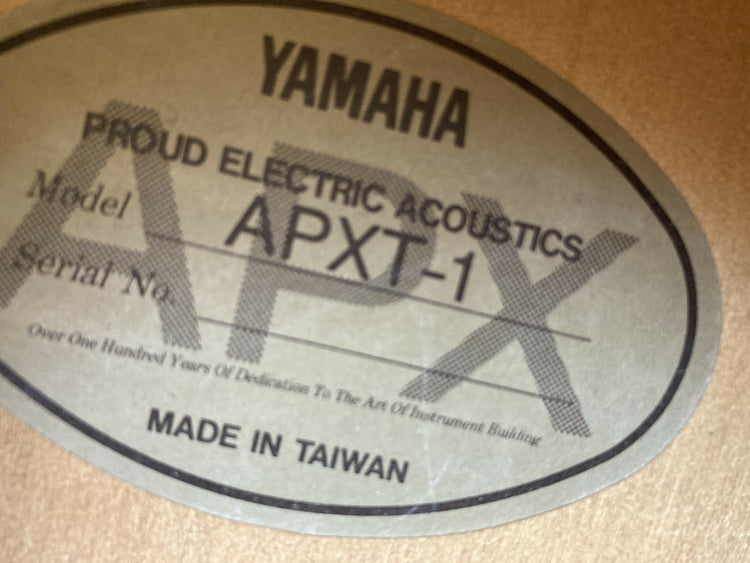 YAMAHA
PROUD ELECTRIC ACOUSTICS
APX
Model APXT-1
Serial No.
Over One Hundred Years Of Dedication To The Art Of Instrument Building
MADE IN TAIWAN